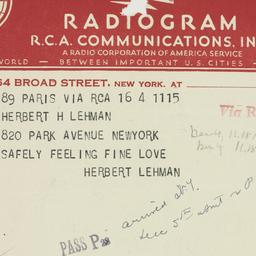 RADIOGRAM
R.C.A. COMMUNICATIONS, IN
A RADIO CORPORATION OF AMERICA SERVICE
WORLD — BETWEEN IMPORTANT U.S. CITIES —
64 BROAD STREET, NEW YORK. AT
89 PARIS VIA RCA 16 4 1115
Via R
HERBERT H LEHMAN
820 PARK AVENUE NEWYORK
SAFELY FEELING FINE LOVE
HERBERT LEHMAN
arrived N.Y.
PASS P